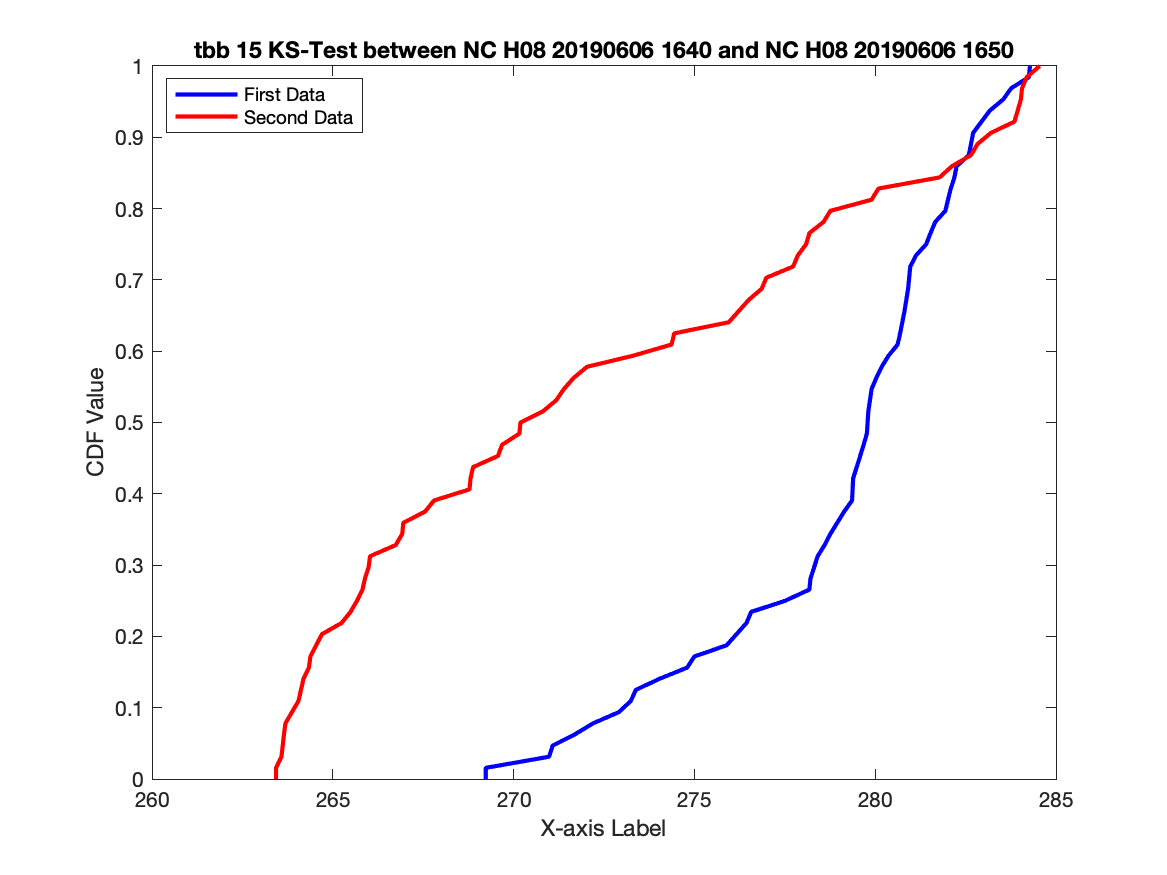 tbb 15 KS-Test between NC H08 20190606 1640 and NC H08 20190606 1650
First Data
Second Data
1
0.9
0.8
0.7
0.6
0.5
0.4
0.3
0.2
0.1
0
CDF Value
260 265 270 275 280 285
X-axis Label